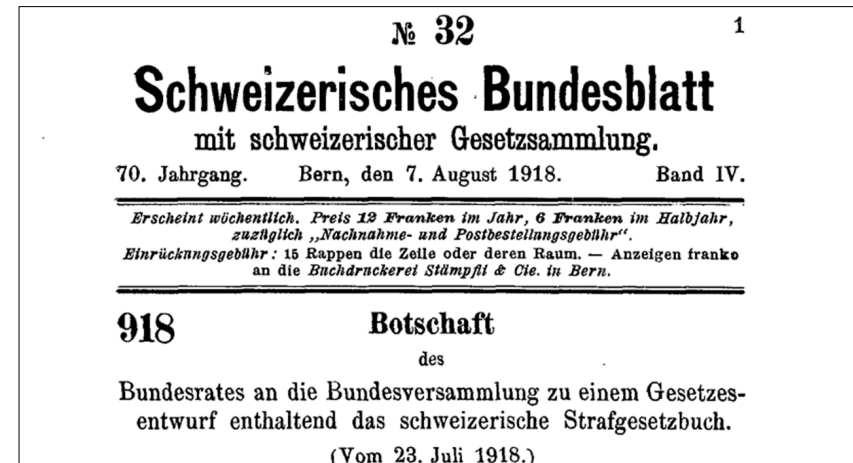 № 32
1
Schweizerisches Bundesblatt
mit schweizerischer Gesetzsammlung.
70. Jahrgang. Bern, den 7. August 1918. Band IV.
Erscheint wöchentlich. Preis 12 Franken im Jahr, 6 Franken im Halbjahr,
zuzüglich „Nachnahme- und Postbestellungsgebühr“.
Einrückungsgebühr: 15 Rappen die Zeile oder deren Raum. — Anzeigen franko
an die Buchdruckerei Stämpfli & Cie. in Bern.
918 Botschaft
des
Bundesrates an die Bundesversammlung zu einem Gesetzes-
entwurf enthaltend das schweizerische Strafgesetzbuch.
(Vom 23. Juli 1918.)